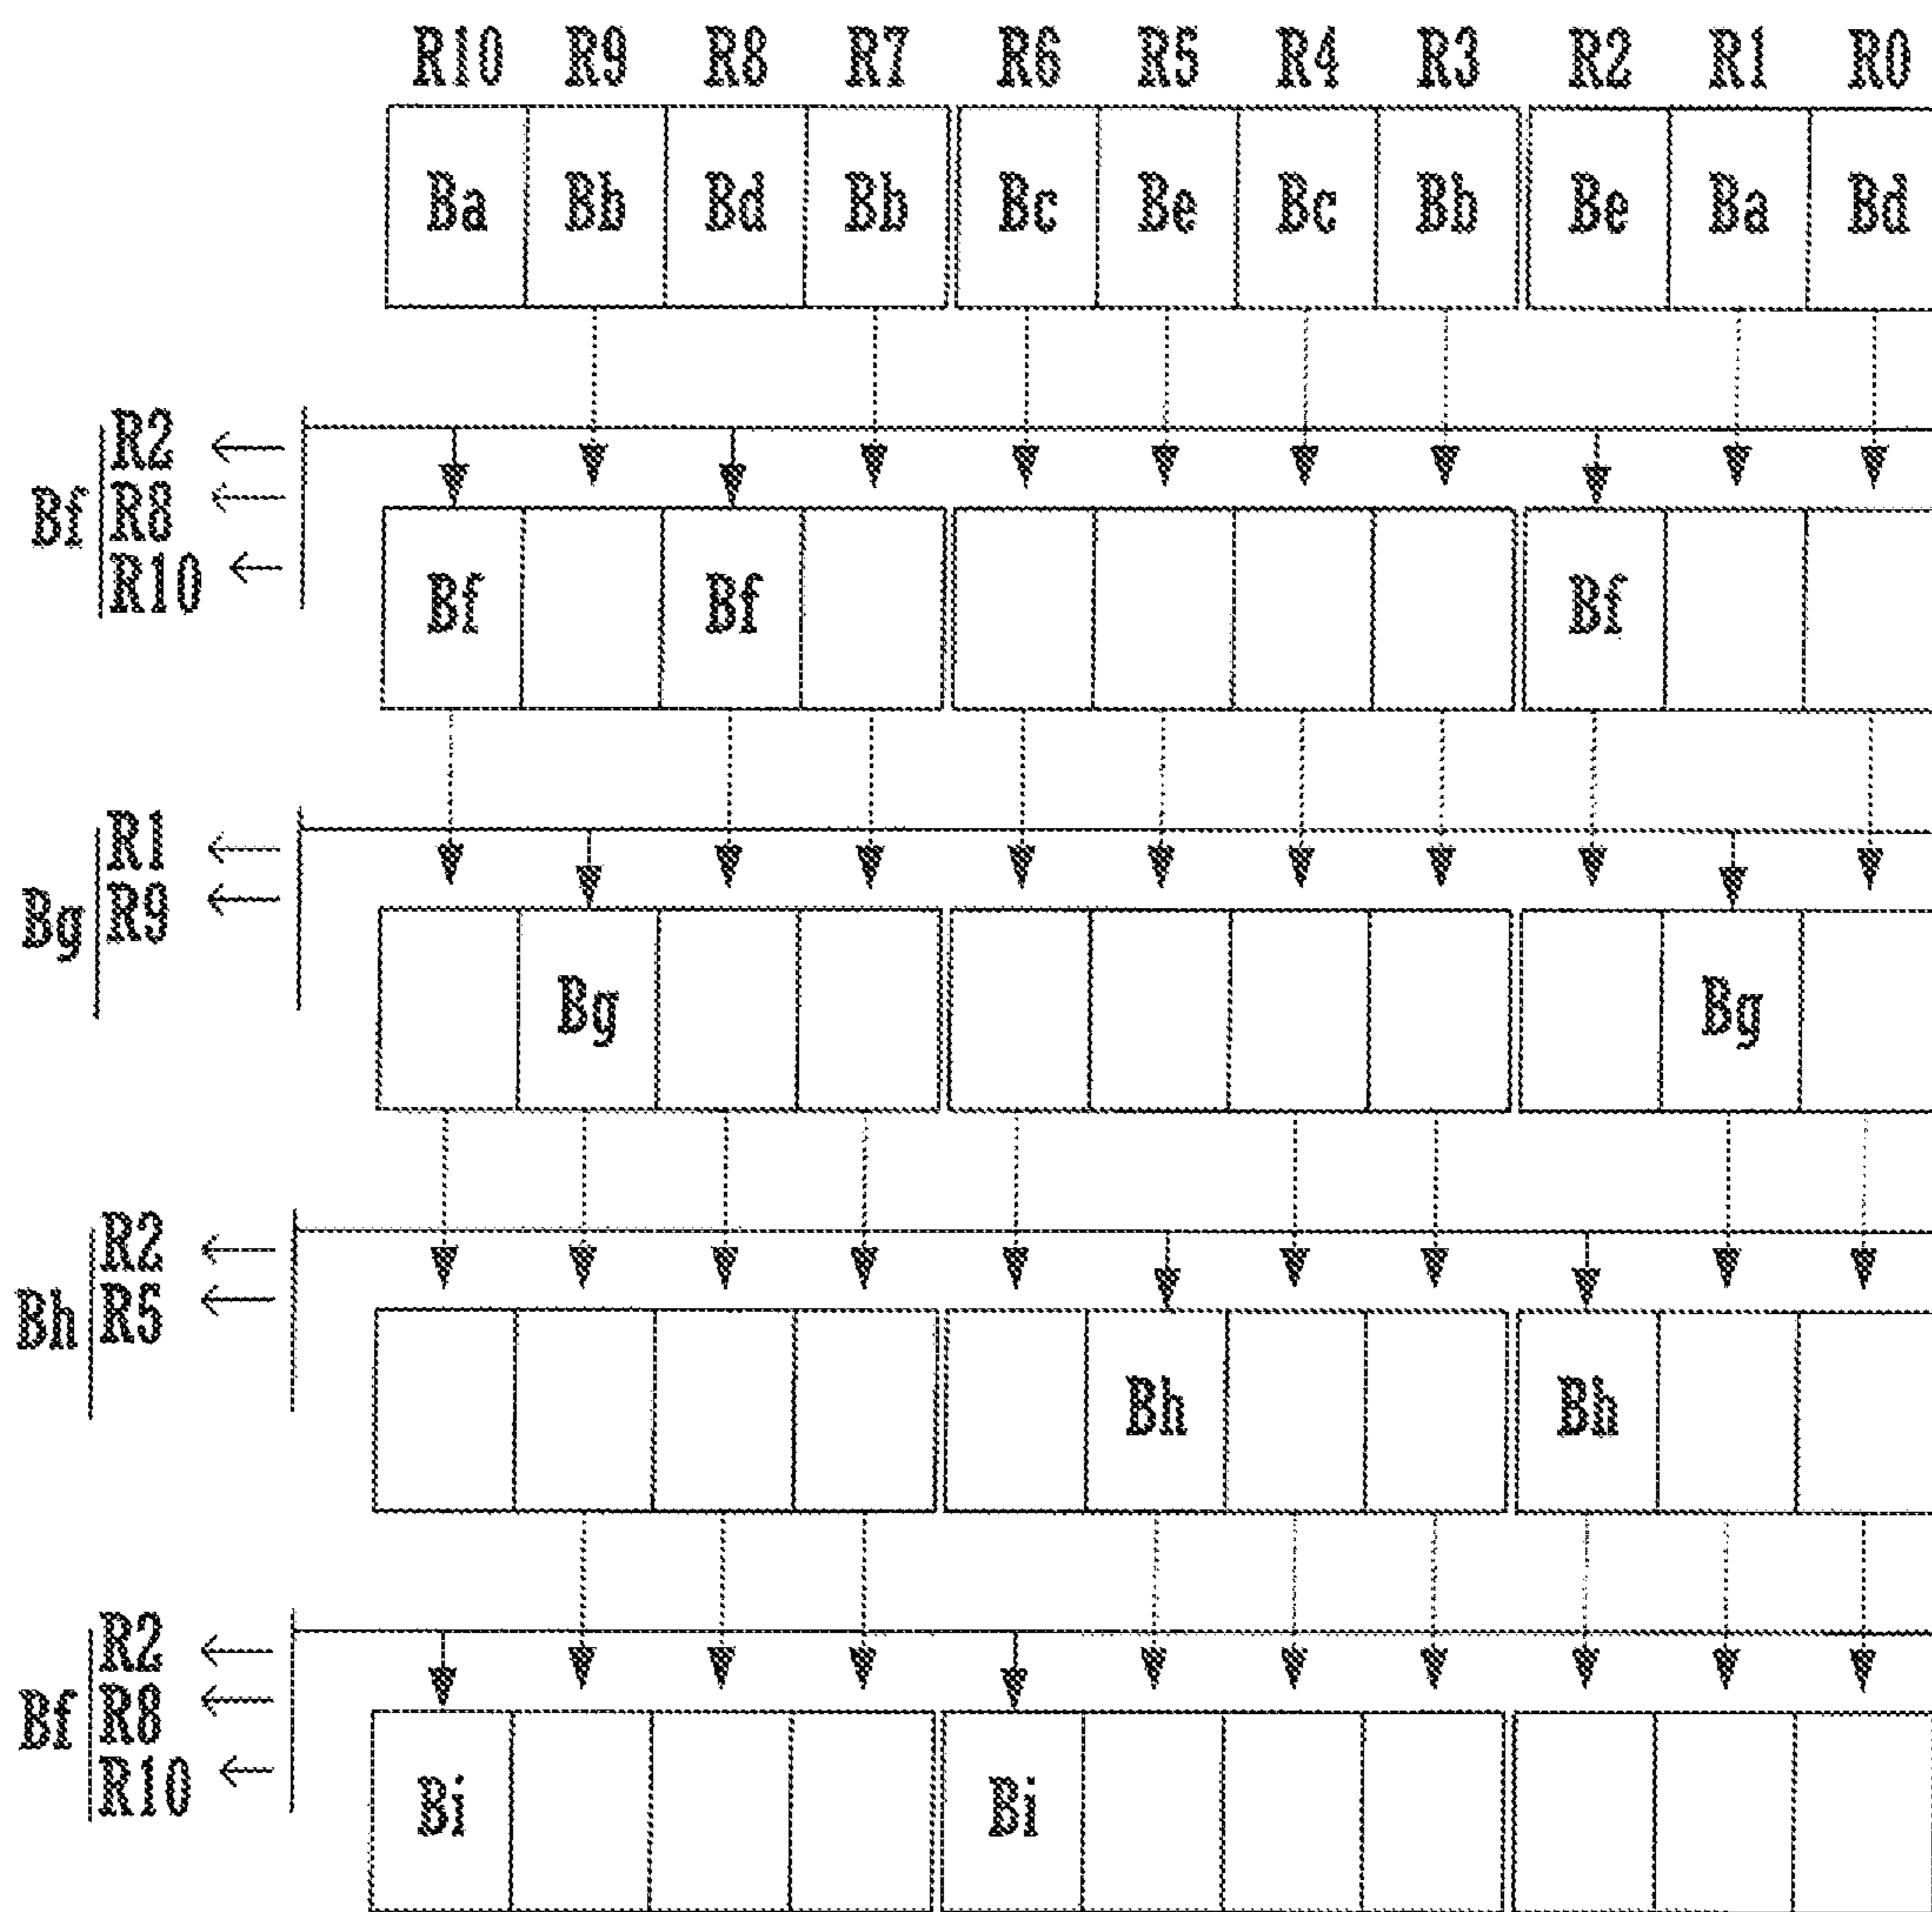 R10 R9 R8 R7 R6 R5 R4 R3 R2 R1 R0
Ba Bb Bd Bb Bc Be Bc Bb Be Ba Bd
R2
Bf R8
R10
Bf Bf Bf
R1
Bg R9
Bg Bg
R2
Bh R5
Bh Bh
R2
Bf R8
R10
Bi Bi